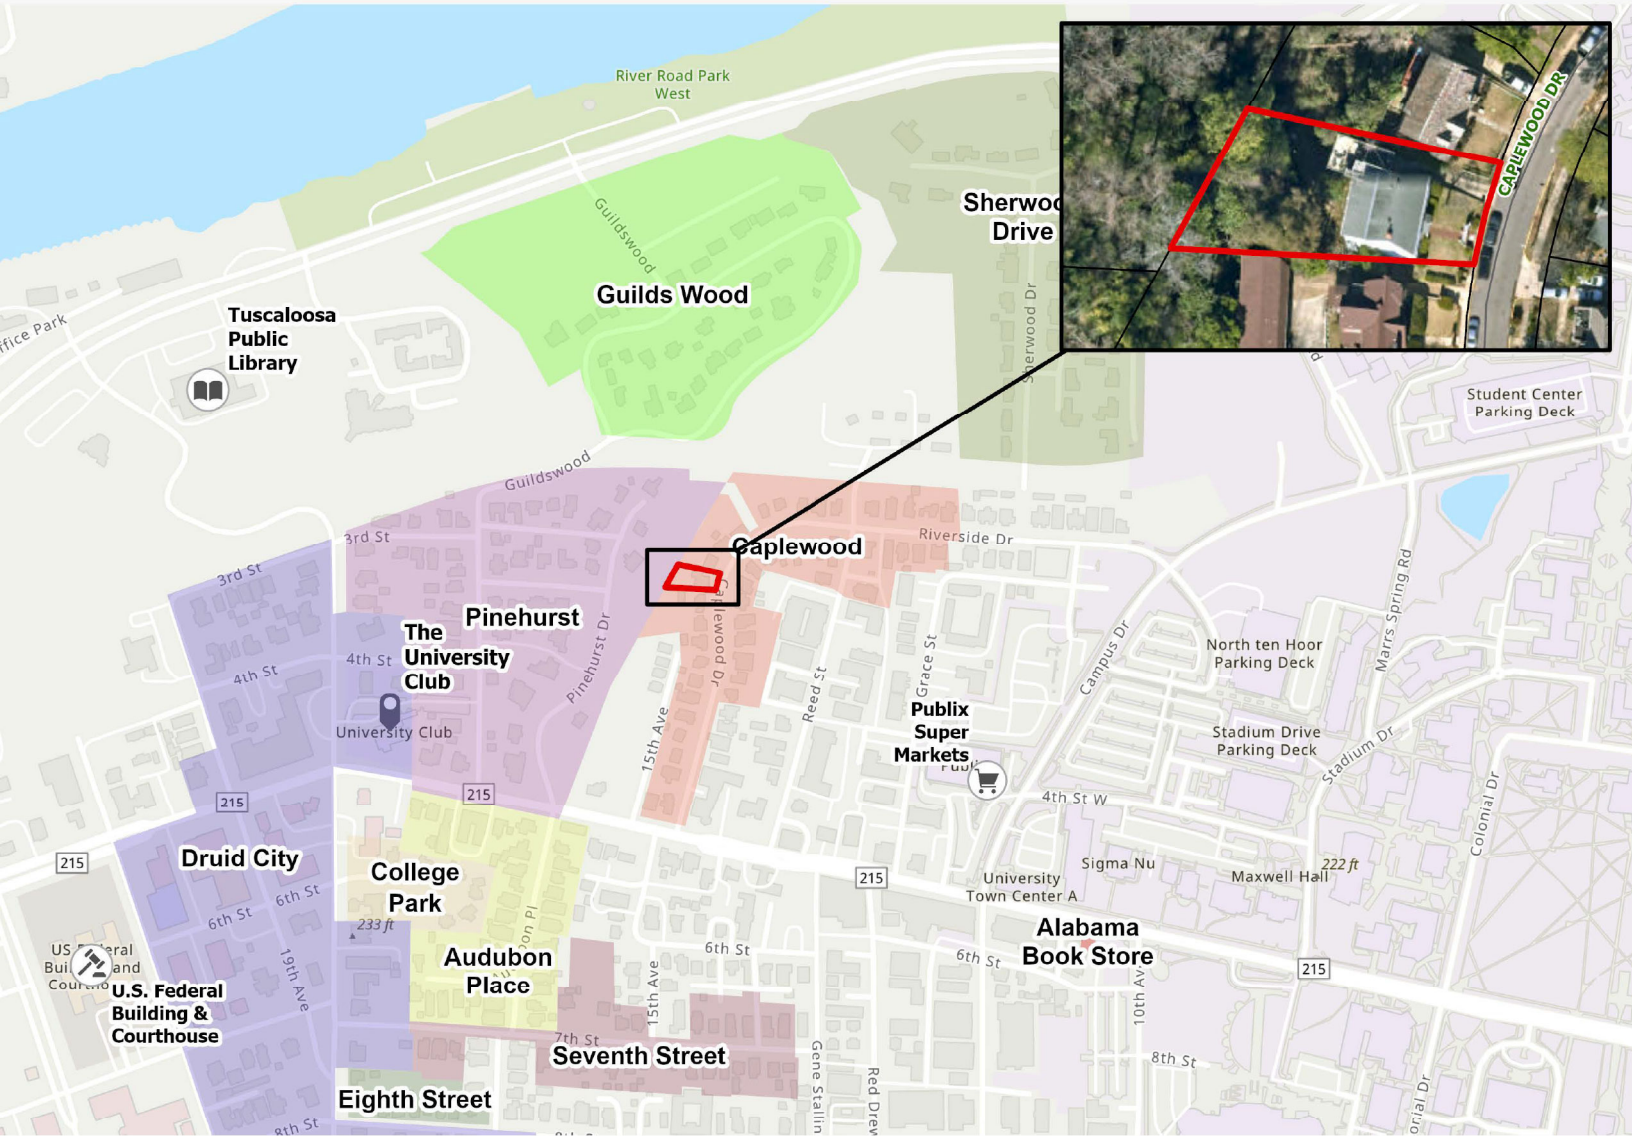 River Road Park
West
CAPLEWOOD DR
Guildswood
Sherwoo
Drive
Guilds Wood
Tuscaloosa
Public
Library
ffice Park
Sherwood Dr
Student Center
Parking Deck
Guildswood
3rd St
Caplewood
Riverside Dr
3rd St
Pinehurst
The
University
Club
4th St
4th St
Pinehurst Dr
Caplewood Dr
University Club
15th Ave
Reed St
Grace St
Campus Dr
Marrs Spring Rd
North ten Hoor
Parking Deck
Publix
Super
Markets
Publi
Stadium Drive
Parking Deck
Stadium Dr
215
215
4th St W
Colonial Dr
Druid City
215
College
Park
215
Sigma Nu
Maxwell Hall
222 ft
University
Town Center A
6th St
6th St
233 ft
Audubon
Place
6th St
6th St
Alabama
Book Store
215
19th Ave
15th Ave
10th Av
U.S. Federal
Building &
Courthouse
7th St
Seventh Street
8th St
Eighth Street
Gene Stallin
Red Drew
orial Dr
8th St